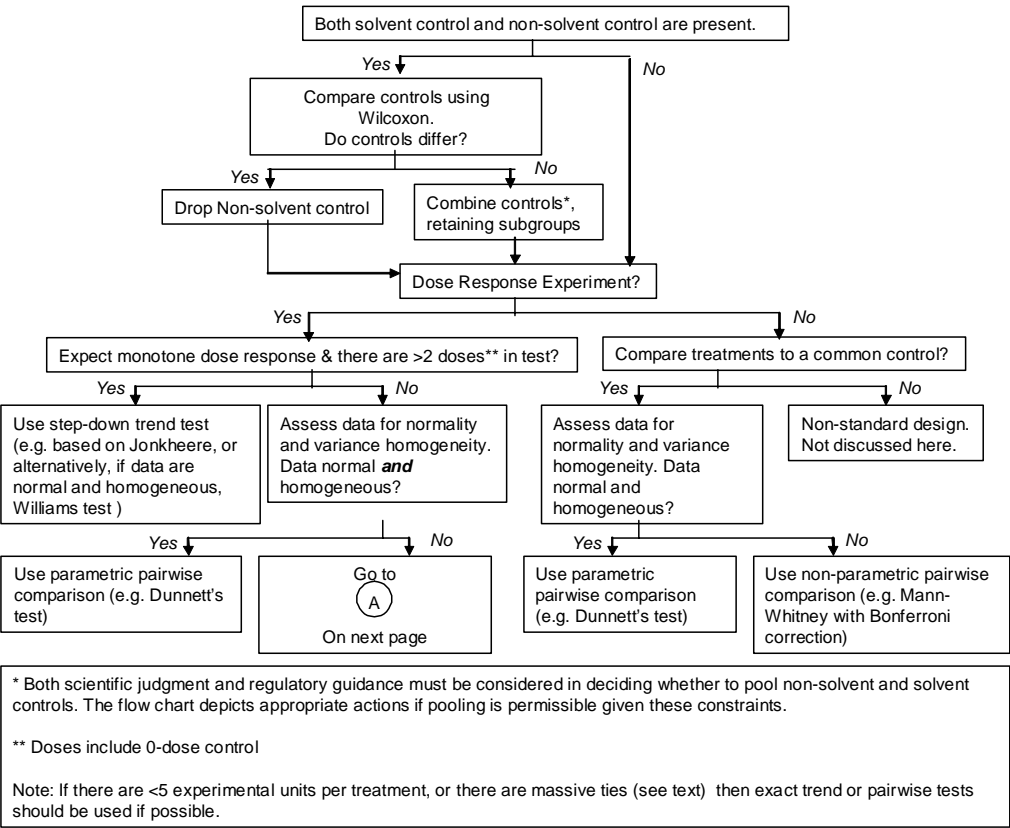 Both solvent control and non-solvent control are present.
Yes
No
Compare controls using
Wilcoxon.
Do controls differ?
Yes
No
Drop Non-solvent control
Combine controls*,
retaining subgroups
Dose Response Experiment?
Yes
No
Expect monotone dose response & there are >2 doses** in test?
Compare treatments to a common control?
Yes
No
Yes
No
Use step-down trend test
(e.g. based on Jonkheere, or
alternatively, if data are
normal and homogeneous,
Williams test )
Assess data for normality
and variance homogeneity.
Data normal and
homogeneous?
Assess data for
normality and variance
homogeneity. Data
normal and
homogeneous?
Non-standard design.
Not discussed here.
Yes
No
Yes
No
Use parametric pairwise
comparison (e.g. Dunnett's
test)
Go to
A
On next page
Use parametric
pairwise comparison
(e.g. Dunnett's test)
Use non-parametric pairwise
comparison (e.g. Mann-
Whitney with Bonferroni
correction)
* Both scientific judgment and regulatory guidance must be considered in deciding whether to pool non-solvent and solvent
controls. The flow chart depicts appropriate actions if pooling is permissible given these constraints.
** Doses include 0-dose control
Note: If there are <5 experimental units per treatment, or there are massive ties (see text) then exact trend or pairwise tests
should be used if possible.